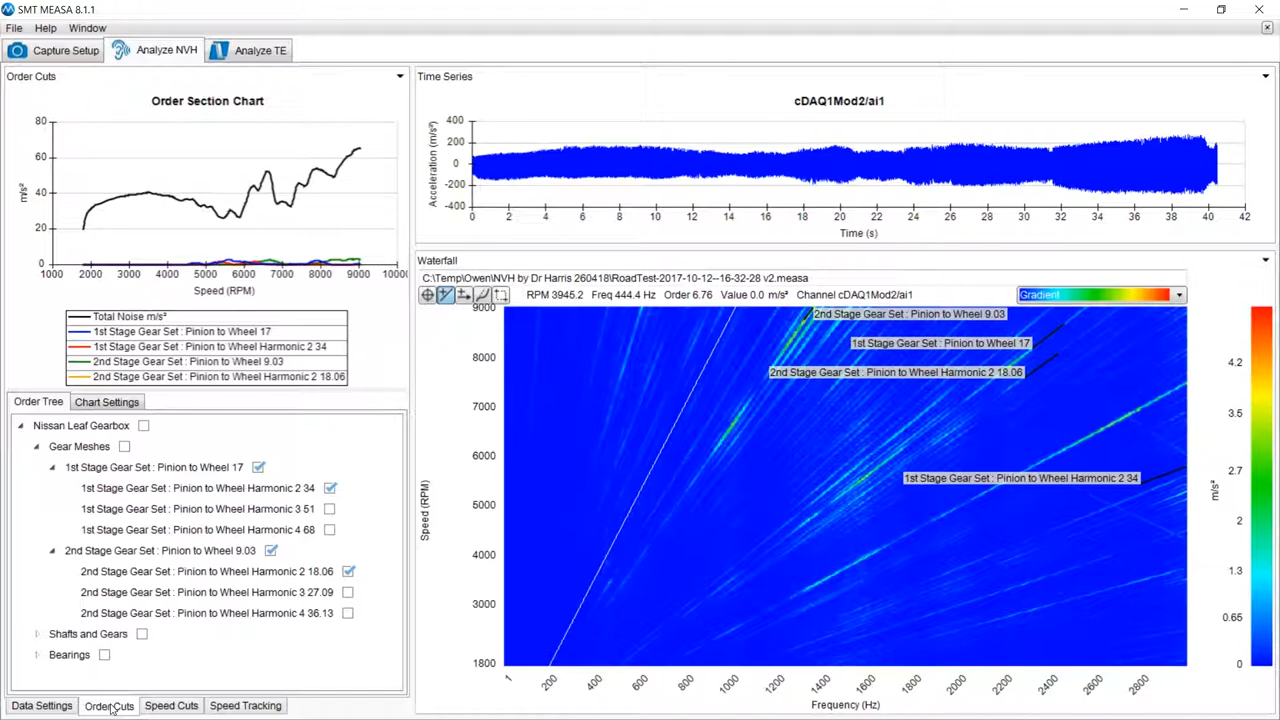 SMT MEASA 8.1.1
File Help Window
Capture Setup Analyze NVH Analyze TE
Order Cuts
Order Section Chart
80
60
40
20
0
m/s²
1000 2000 3000 4000 5000 6000 7000 8000 9000 10000
Speed (RPM)
Total Noise m/s²
1st Stage Gear Set : Pinion to Wheel 17
1st Stage Gear Set : Pinion to Wheel Harmonic 2 34
2nd Stage Gear Set : Pinion to Wheel 9.03
2nd Stage Gear Set : Pinion to Wheel Harmonic 2 18.06
Order Tree Chart Settings
Nissan Leaf Gearbox
Gear Meshes
1st Stage Gear Set : Pinion to Wheel 17
1st Stage Gear Set : Pinion to Wheel Harmonic 2 34
1st Stage Gear Set : Pinion to Wheel Harmonic 3 51
1st Stage Gear Set : Pinion to Wheel Harmonic 4 68
2nd Stage Gear Set : Pinion to Wheel 9.03
2nd Stage Gear Set : Pinion to Wheel Harmonic 2 18.06
2nd Stage Gear Set : Pinion to Wheel Harmonic 3 27.09
2nd Stage Gear Set : Pinion to Wheel Harmonic 4 36.13
Shafts and Gears
Bearings
Data Settings Order Cuts Speed Cuts Speed Tracking
Time Series
cDAQ1Mod2/ai1
400
200
0
-200
-400
Acceleration (m/s²)
0 2 4 6 8 10 12 14 16 18 20 22 24 26 28 30 32 34 36 38 40 42
Time (s)
Waterfall
C:\Temp\Owen\NVH by Dr Harris 260418\RoadTest-2017-10-12--16-32-28 v2.measa
RPM 3945.2 Freq 444.4 Hz Order 6.76 Value 0.0 m/s² Channel cDAQ1Mod2/ai1
Gradient
9000
8000
7000
6000
5000
4000
3000
1800
Speed (RPM)
2nd Stage Gear Set : Pinion to Wheel 9.03
1st Stage Gear Set : Pinion to Wheel 17
2nd Stage Gear Set : Pinion to Wheel Harmonic 2 18.06
1st Stage Gear Set : Pinion to Wheel Harmonic 2 34
1 200 400 600 800 1000 1200 1400 1600 1800 2000 2200 2400 2600 2800
Frequency (Hz)
4.2
3.5
2.7
2
1.3
0.65
0
m/s²